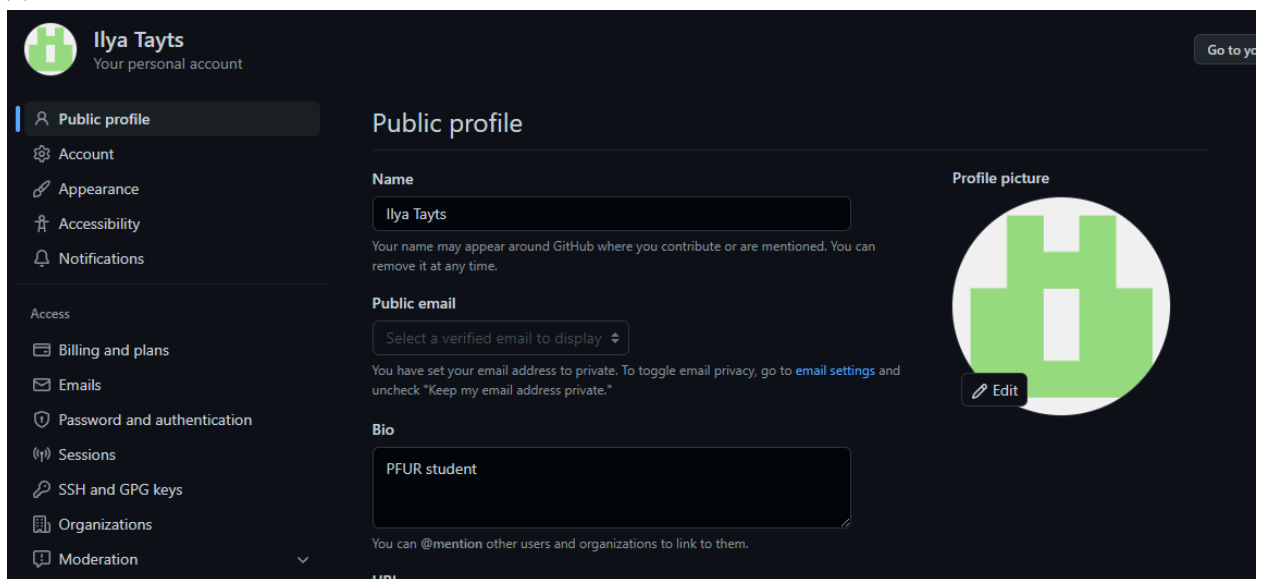 Ilya Tayts
Your personal account
Go to yo
Public profile
Account
Appearance
Accessibility
Notifications
Access
Billing and plans
Emails
Password and authentication
Sessions
SSH and GPG keys
Organizations
Moderation
Public profile
Name
Ilya Tayts
Your name may appear around GitHub where you contribute or are mentioned. You can
remove it at any time.
Public email
Select a verified email to display
You have set your email address to private. To toggle email privacy, go to email settings and
uncheck "Keep my email address private."
Bio
PFUR student
You can @mention other users and organizations to link to them.
Profile picture
Edit